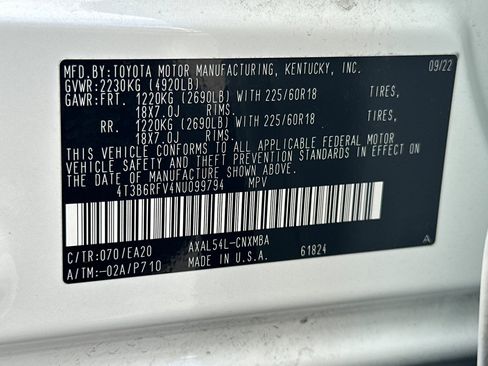 MFD.BY:TOYOTA MOTOR MANUFACTURING, KENTUCKY, INC. 09/22
GVWR:2230KG (4920LB)
GAWR:FRT. 1220KG (2690LB) WITH 225/60R18 TIRES,
18X7.0J RIMS.
RR. 1220KG (2690LB) WITH 225/60R18 TIRES,
18X7.0J RIMS.
THIS VEHICLE CONFORMS TO ALL APPLICABLE FEDERAL MOTOR
VEHICLE SAFETY AND THEFT PREVENTION STANDARDS IN EFFECT ON
THE DATE OF MANUFACTURE SHOWN ABOVE.
4T3B6RFV4NU099794 MPV
C/TR:070/EA20 AXAL54L-CNXMBA A
A/TM:-02A/P710 MADE IN U.S.A. 61824